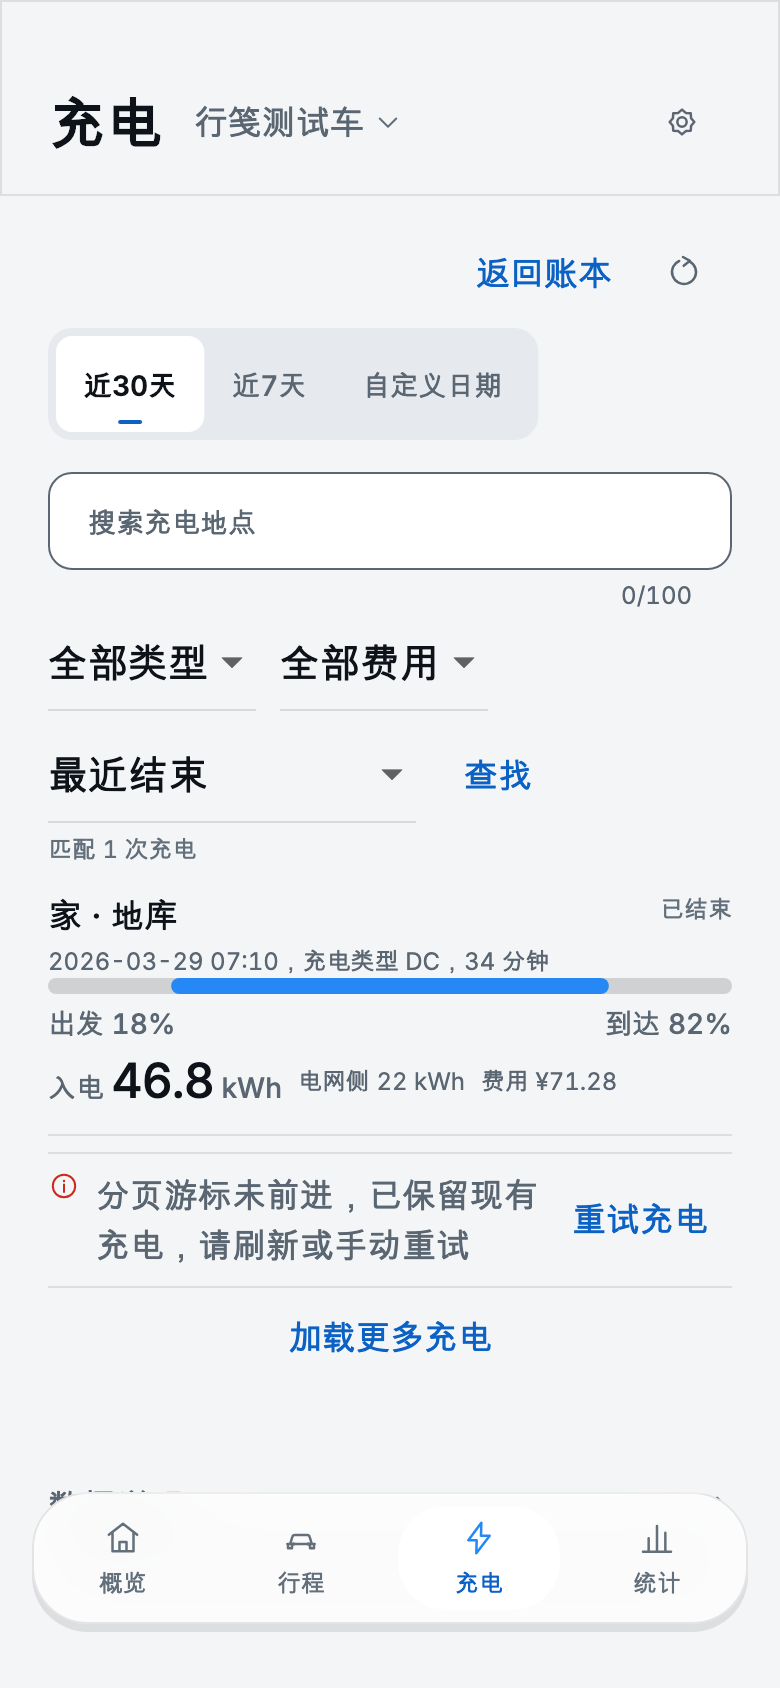 充电 行笺测试车
返回账本
近30天 近7天 自定义日期
搜索充电地点
0/100
全部类型 全部费用
最近结束 查找
匹配 1 次充电
家 · 地库 已结束
2026-03-29 07:10，充电类型 DC，34 分钟
出发 18% 到达 82%
入电 46.8 kWh 电网侧 22 kWh 费用 ¥71.28
分页游标未前进，已保留现有
充电，请刷新或手动重试
重试充电
加载更多充电
概览 行程 充电 统计